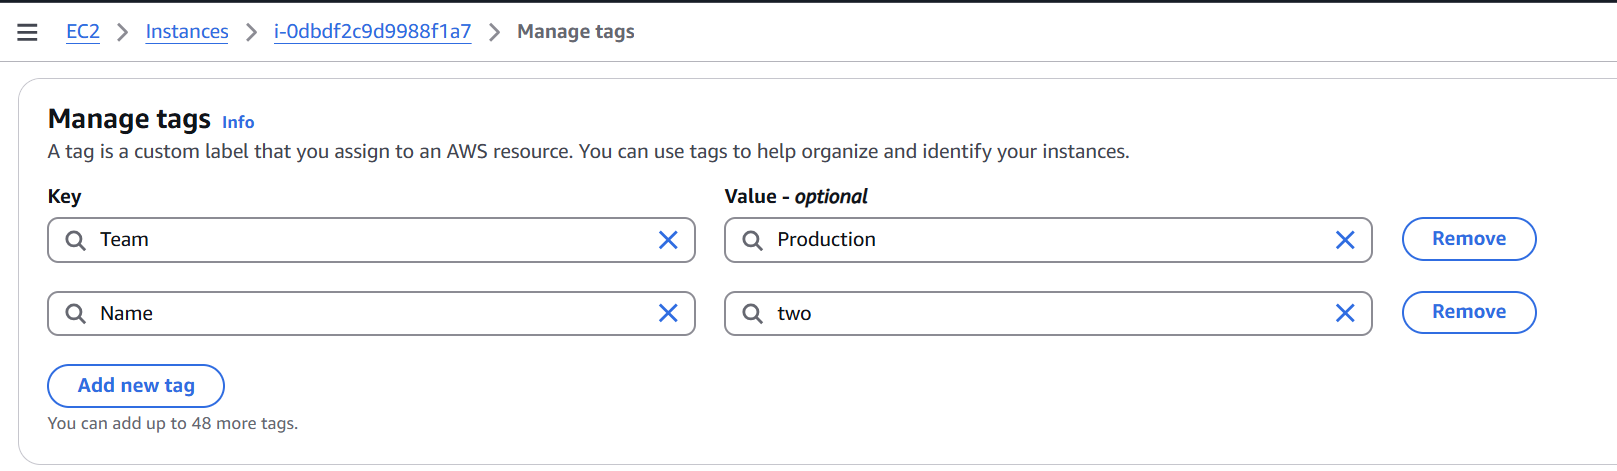 EC2 > Instances > i-0dbdf2c9d9988f1a7 > Manage tags
Manage tags Info
A tag is a custom label that you assign to an AWS resource. You can use tags to help organize and identify your instances.
Key Value - optional
Team Production Remove
Name two Remove
Add new tag
You can add up to 48 more tags.